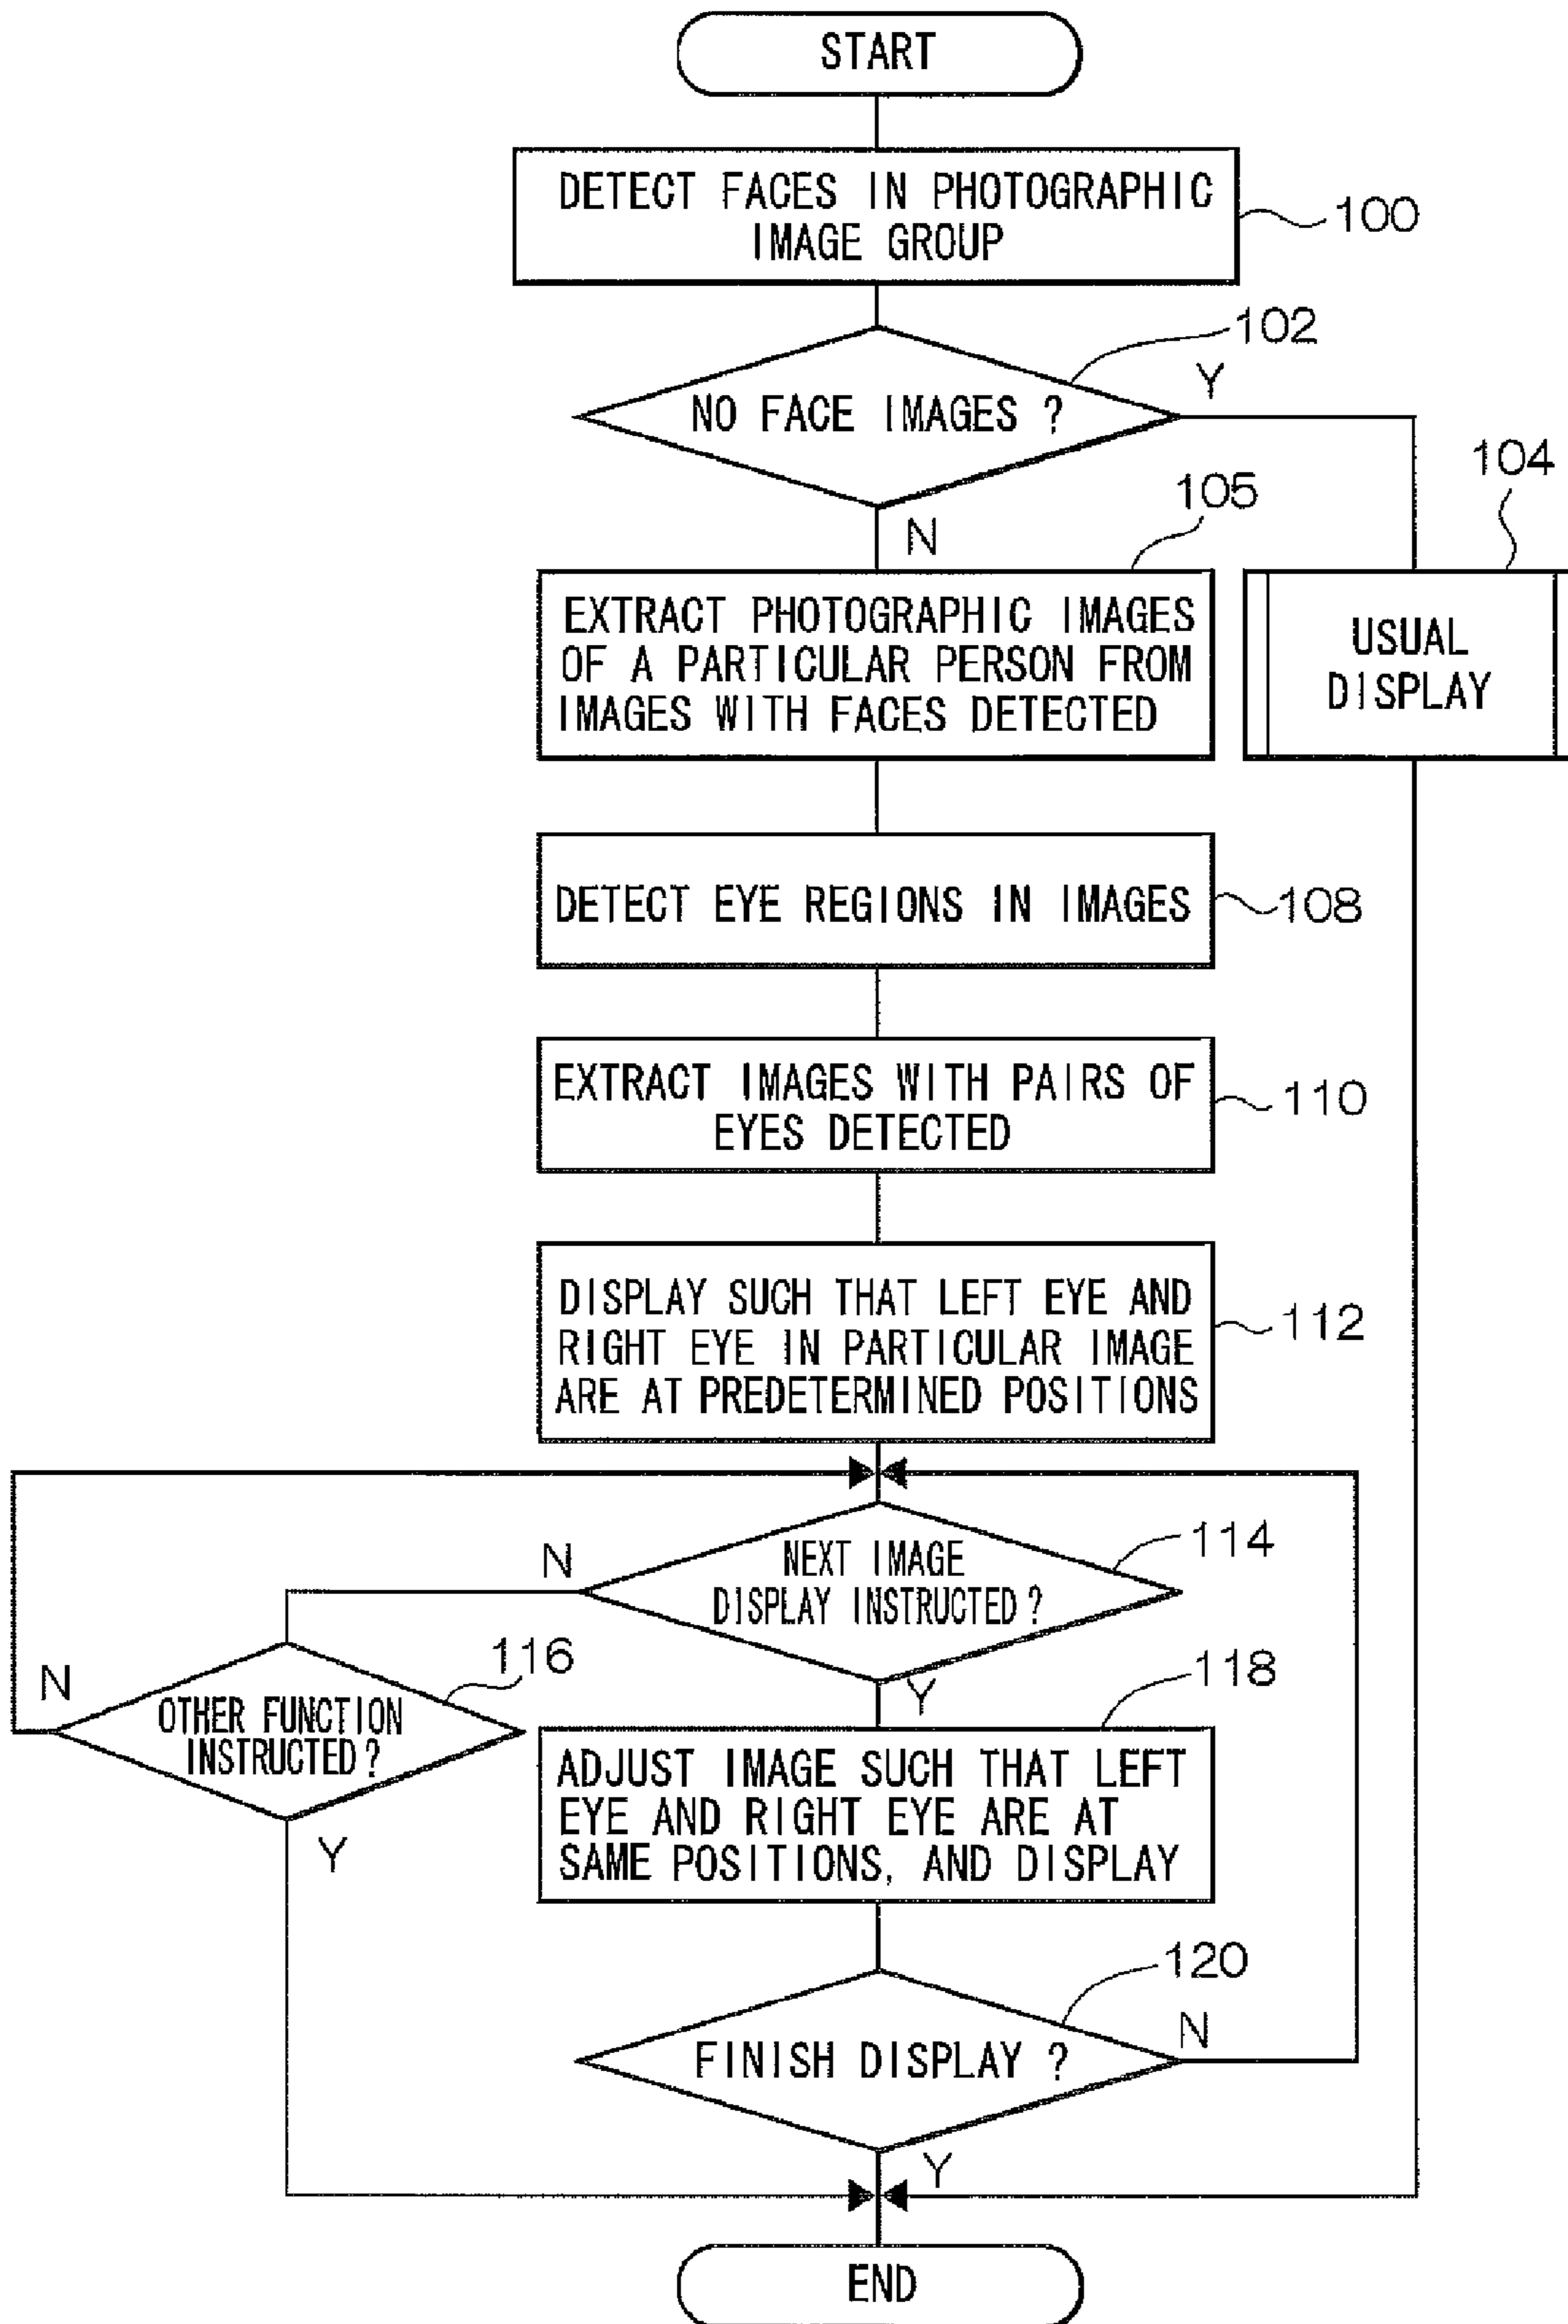 START
DETECT FACES IN PHOTOGRAPHIC
IMAGE GROUP
100
102
NO FACE IMAGES ?
Y
N
105
104
EXTRACT PHOTOGRAPHIC IMAGES
OF A PARTICULAR PERSON FROM
IMAGES WITH FACES DETECTED
USUAL
DISPLAY
DETECT EYE REGIONS IN IMAGES
108
EXTRACT IMAGES WITH PAIRS OF
EYES DETECTED
110
DISPLAY SUCH THAT LEFT EYE AND
RIGHT EYE IN PARTICULAR IMAGE
ARE AT PREDETERMINED POSITIONS
112
NEXT IMAGE
DISPLAY INSTRUCTED ?
114
N
Y
116
N
OTHER FUNCTION
INSTRUCTED ?
Y
118
ADJUST IMAGE SUCH THAT LEFT
EYE AND RIGHT EYE ARE AT
SAME POSITIONS, AND DISPLAY
120
FINISH DISPLAY ?
N
Y
END